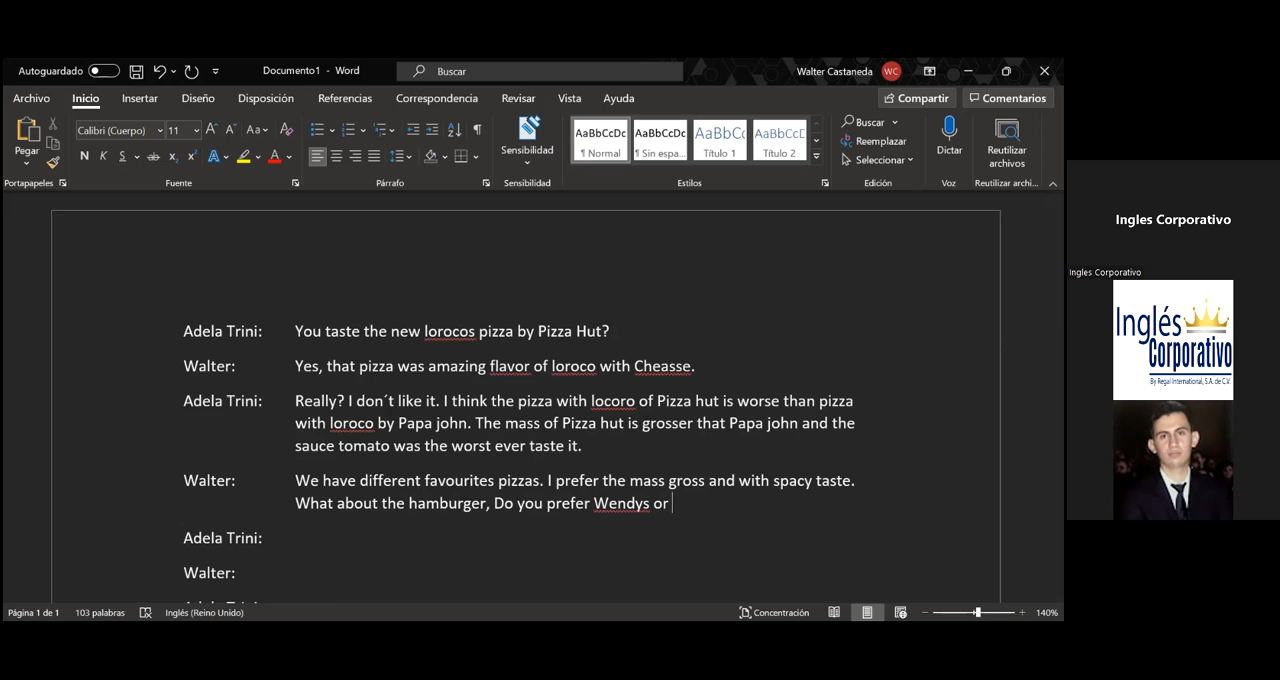 Autoguardado
Documento1 - Word
Buscar
Walter Castaneda
WC
Archivo Inicio Insertar Diseño Disposición Referencias Correspondencia Revisar Vista Ayuda
Compartir Comentarios
Pegar
Portapapeles
Calibri (Cuerpo) 11
A A Aa
N K S ab x x
Fuente
Párrafo
Sensibilidad
Sensibilidad
AaBbCcDc AaBbCcDc AaBbC AaBbCcE
¶ Normal ¶ Sin espa... Título 1 Título 2
Estilos
Buscar
Reemplazar
Seleccionar
Edición
Dictar
Voz
Reutilizar
archivos
Reutilizar archi...
Adela Trini: You taste the new lorocos pizza by Pizza Hut?
Walter: Yes, that pizza was amazing flavor of loroco with Cheasse.
Adela Trini: Really? I don´t like it. I think the pizza with locoro of Pizza hut is worse than pizza
with loroco by Papa john. The mass of Pizza hut is grosser that Papa john and the
sauce tomato was the worst ever taste it.
Walter: We have different favourites pizzas. I prefer the mass gross and with spacy taste.
What about the hamburger, Do you prefer Wendys or
Adela Trini:
Walter:
Adela Trini:
Página 1 de 1 103 palabras Inglés (Reino Unido) Concentración 140%
Ingles Corporativo
Ingles Corporativo
Inglés
Corporativo
By Regal International, S.A. de C.V.